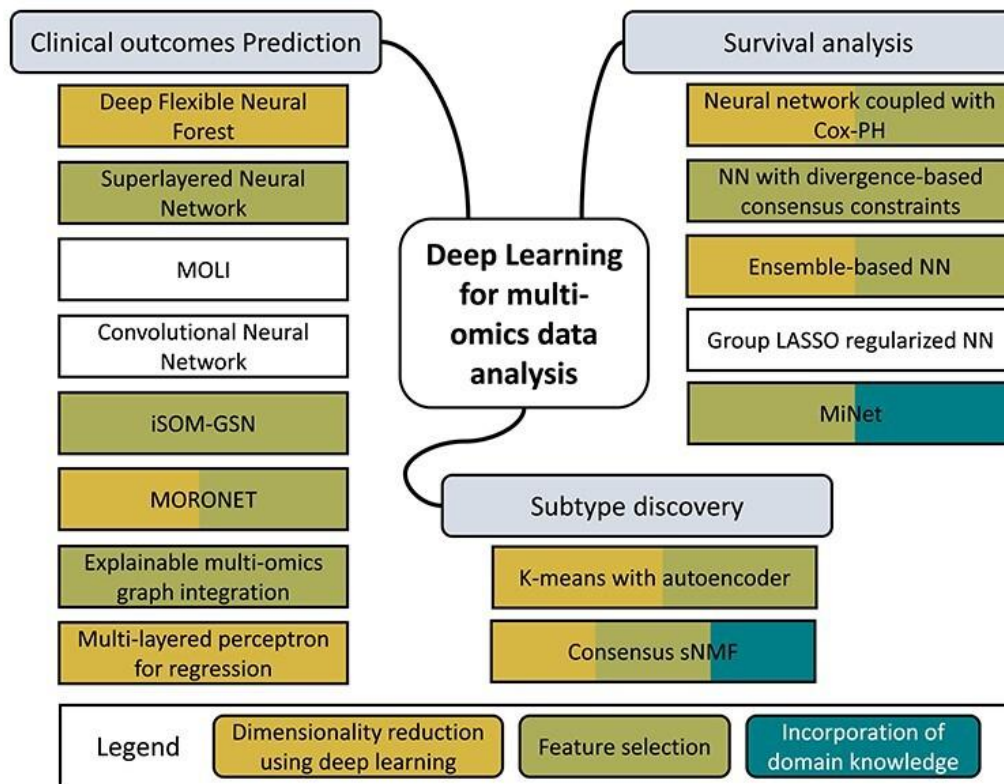 Clinical outcomes Prediction
Deep Flexible Neural
Forest
Superlayered Neural
Network
MOLI
Convolutional Neural
Network
iSOM-GSN
MORONET
Explainable multi-omics
graph integration
Multi-layered perceptron
for regression
Deep Learning
for multi-
omics data
analysis
Survival analysis
Neural network coupled with
Cox-PH
NN with divergence-based
consensus constraints
Ensemble-based NN
Group LASSO regularized NN
MiNet
Subtype discovery
K-means with autoencoder
Consensus sNMF
Legend
Dimensionality reduction
using deep learning
Feature selection
Incorporation of
domain knowledge